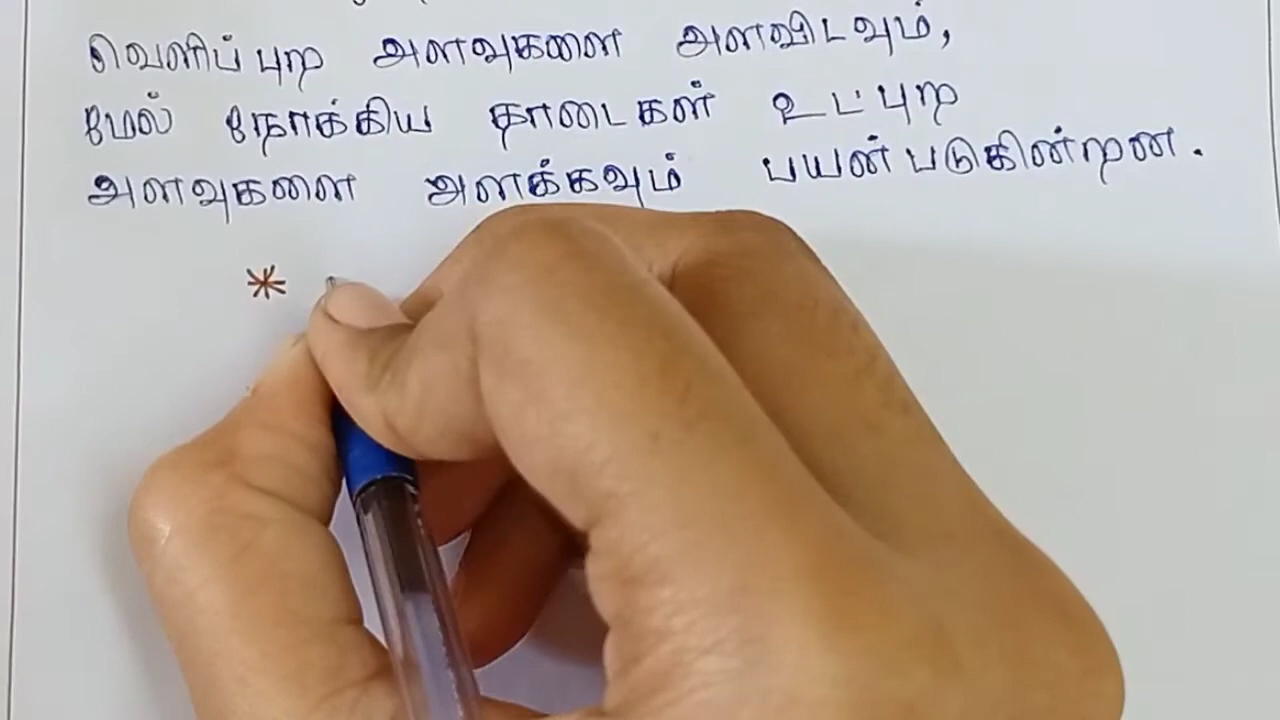 வெளிப்புற அளவுகளை அளவிடவும்,
மேல் நோக்கிய தாடைகள் உட்புற
அளவுகளை அளக்கவும் பயன்படுகின்றன.
*